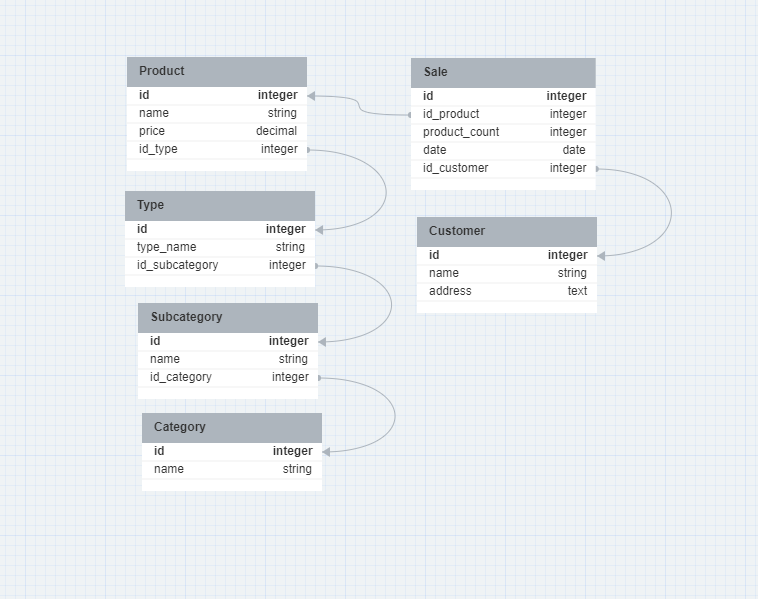 Product
id integer
name string
price decimal
id_type integer
Type
id integer
type_name string
id_subcategory integer
Subcategory
id integer
name string
id_category integer
Category
id integer
name string
Sale
id integer
id_product integer
product_count integer
date date
id_customer integer
Customer
id integer
name string
address text